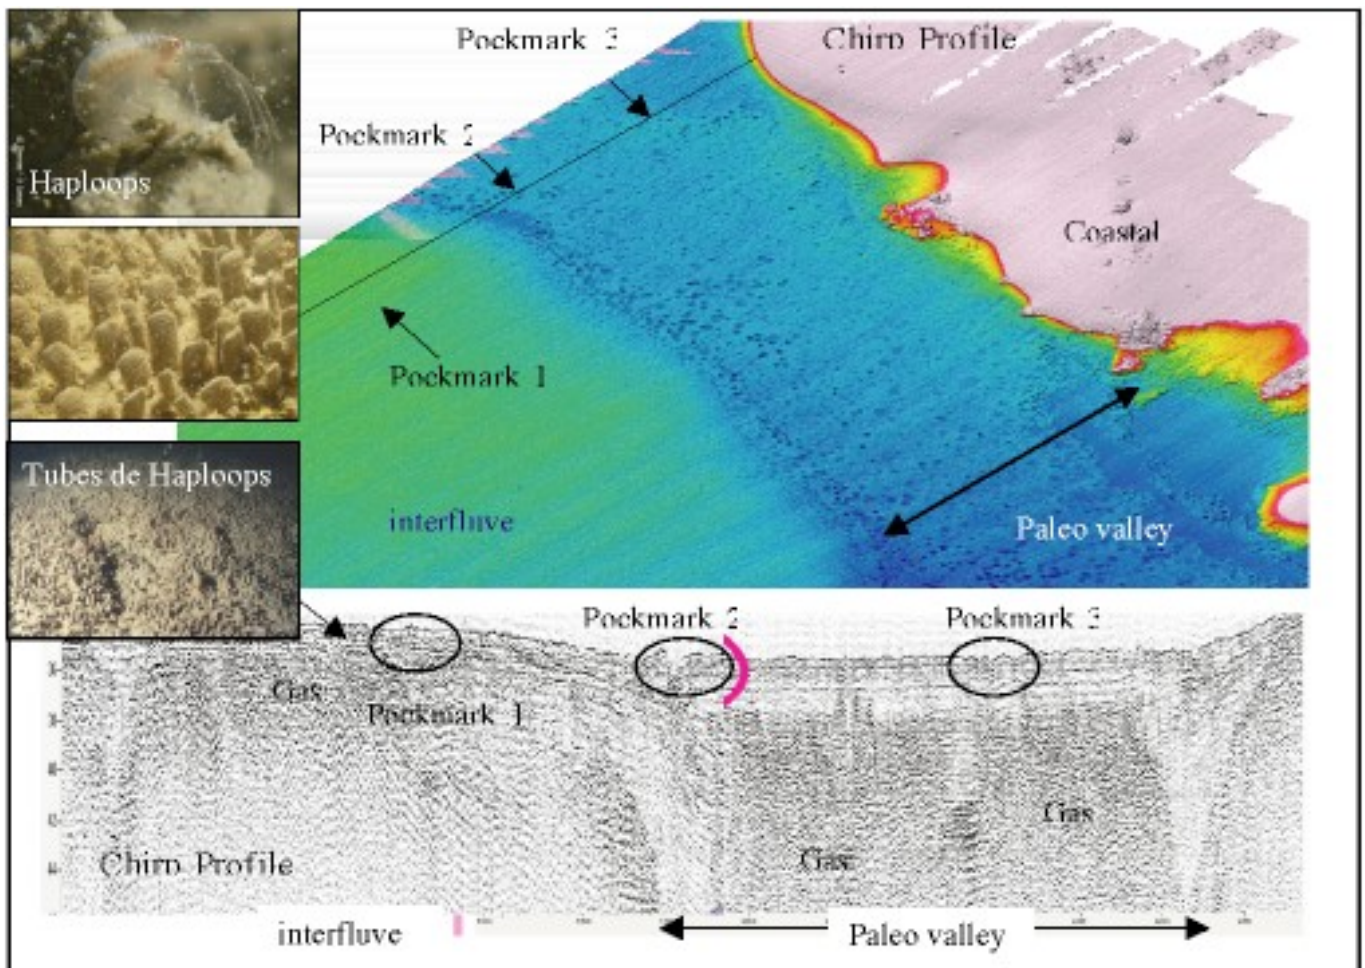 Pockmark 3
Chirp Profile
Pockmark 2
Haploops
Coastal
Pockmark 1
Tubes de Haploops
interfluve
Paleo valley
Pockmark 2
Pockmark 3
Gas
Pockmark 1
Gas
Gas
Chirp Profile
interfluve
Paleo valley